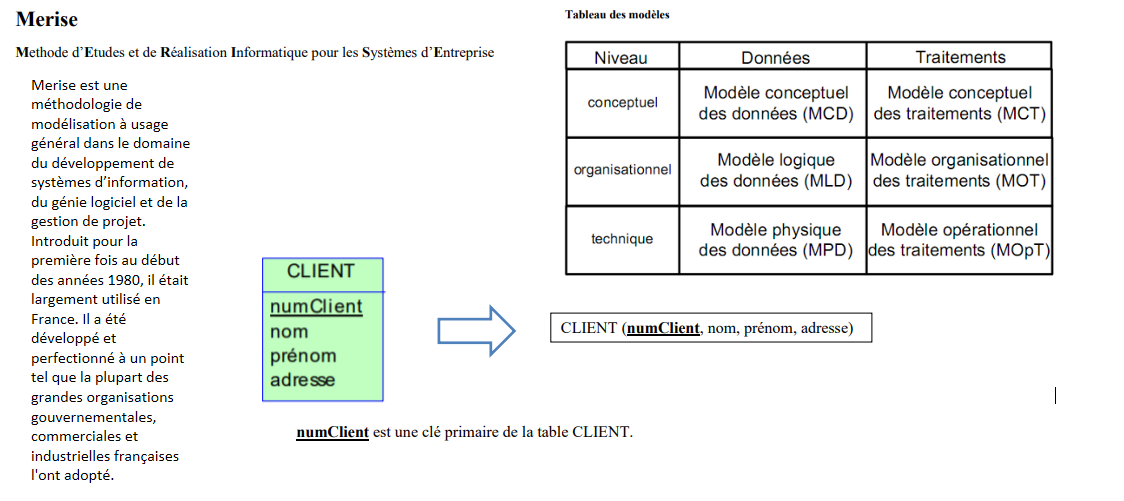 Merise
Methode d'Etudes et de Réalisation Informatique pour les Systèmes d'Entreprise
Merise est une
méthodologie de
modélisation à usage
général dans le domaine
du développement de
systèmes d'information,
du génie logiciel et de la
gestion de projet.
Introduit pour la
première fois au début
des années 1980, il était
largement utilisé en
France. Il a été
développé et
perfectionné à un point
tel que la plupart des
grandes organisations
gouvernementales,
commerciales et
industrielles françaises
l'ont adopté.
Tableau des modèles
Niveau Données Traitements
conceptuel Modèle conceptuel des données (MCD) Modèle conceptuel des traitements (MCT)
organisationnel Modèle logique des données (MLD) Modèle organisationnel des traitements (MOT)
technique Modèle physique des données (MPD) Modèle opérationnel des traitements (MOpT)
CLIENT
numClient
nom
prénom
adresse
CLIENT (numClient, nom, prénom, adresse)
numClient est une clé primaire de la table CLIENT.